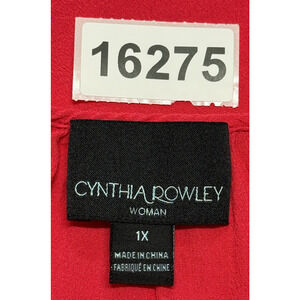 16275
CYNTHIA ROWLEY
WOMAN
1X
MADE IN CHINA
·FABRIQUÉ EN CHINE